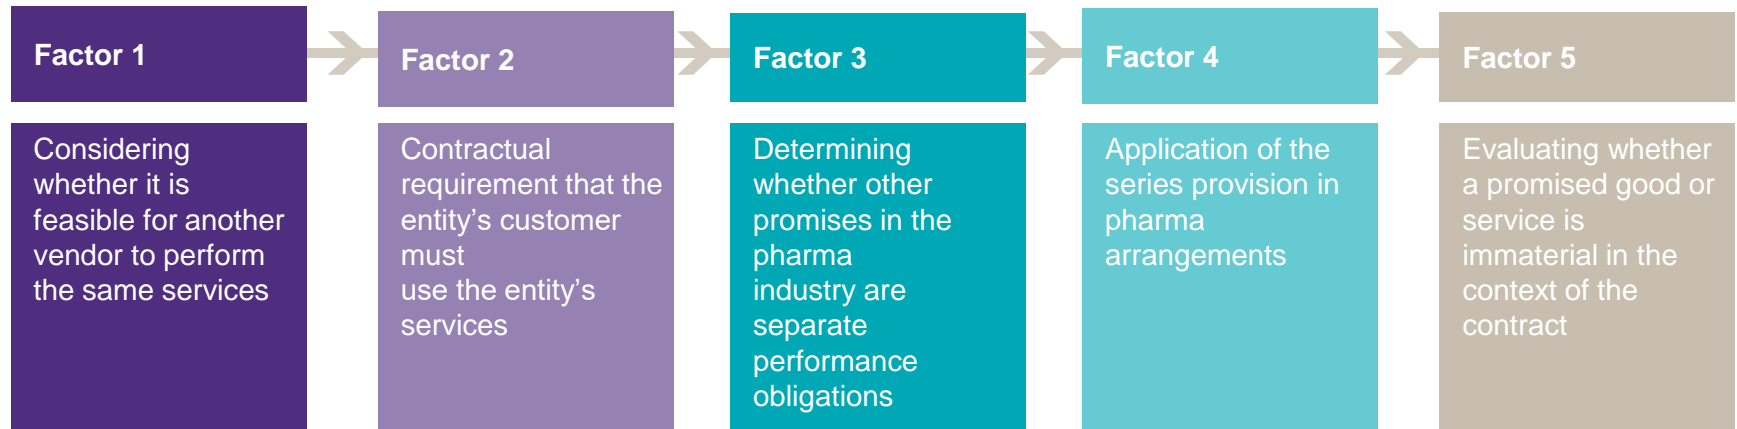 Factor 1
Considering
whether it is
feasible for another
vendor to perform
the same services
Factor 2
Contractual
requirement that the
entity’s customer
must
use the entity’s
services
Factor 3
Determining
whether other
promises in the
pharma
industry are
separate
performance
obligations
Factor 4
Application of the
series provision in
pharma
arrangements
Factor 5
Evaluating whether
a promised good or
service is
immaterial in the
context of the
contract